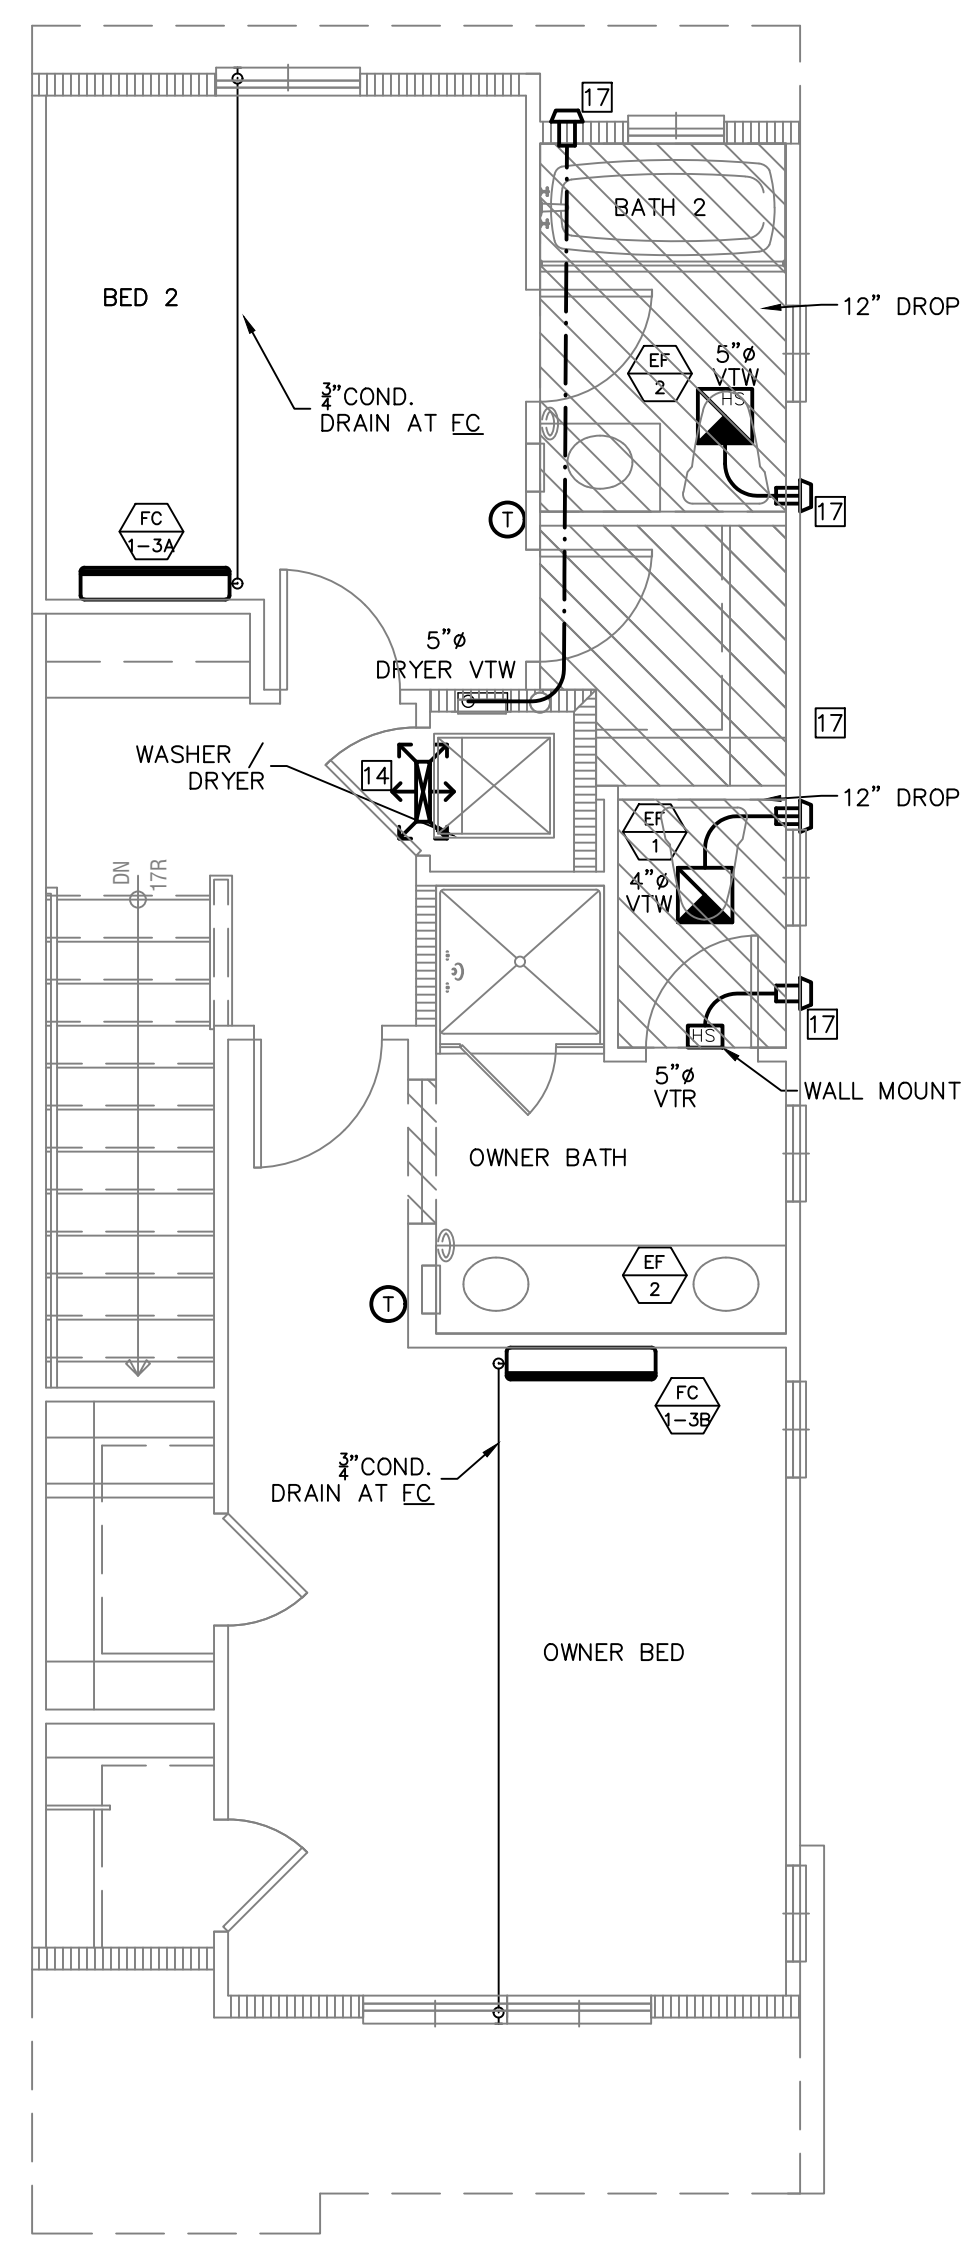 17
BATH 2
BED 2
12" DROP
5"ø
VTW
EF
2
HS
3/4"COND.
DRAIN AT FC
17
T
FC
1-3A
5"ø
DRYER VTW
17
WASHER /
DRYER
14
12" DROP
EF
1
4"ø
VTW
DN
17R
17
HS
5"ø
VTR
WALL MOUNT
OWNER BATH
EF
2
T
FC
1-3B
3/4"COND.
DRAIN AT FC
OWNER BED